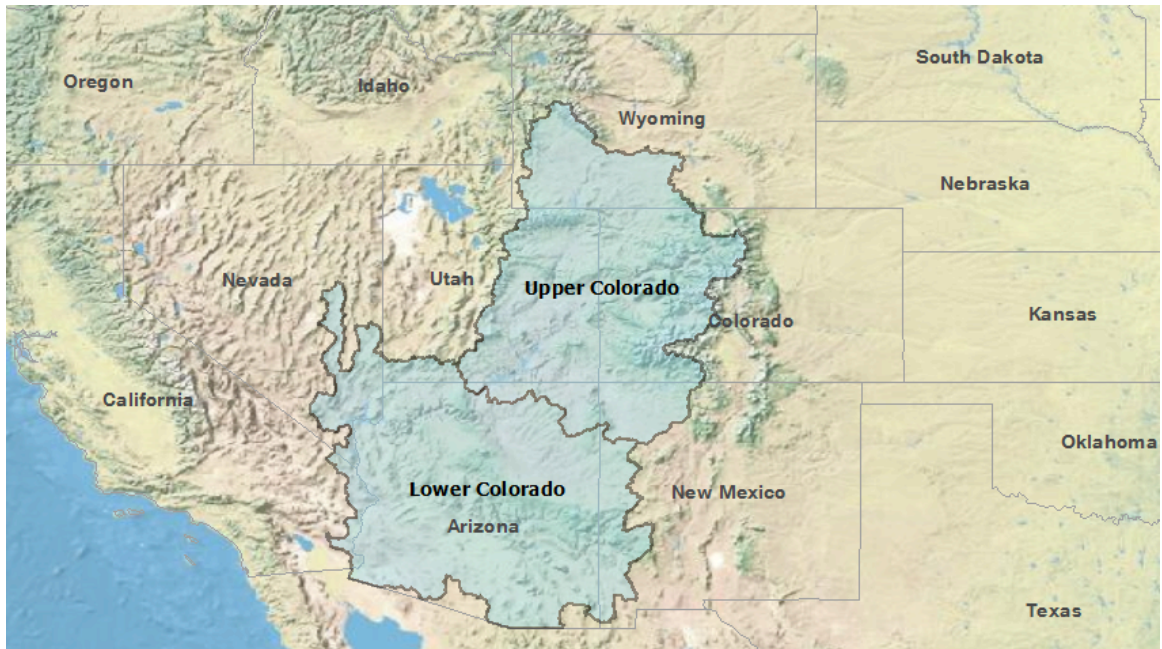 South Dakota
Oregon
Idaho
Wyoming
Nebraska
Nevada
Utah
Upper Colorado
Colorado
Kansas
California
Oklahoma
Lower Colorado
New Mexico
Arizona
Texas